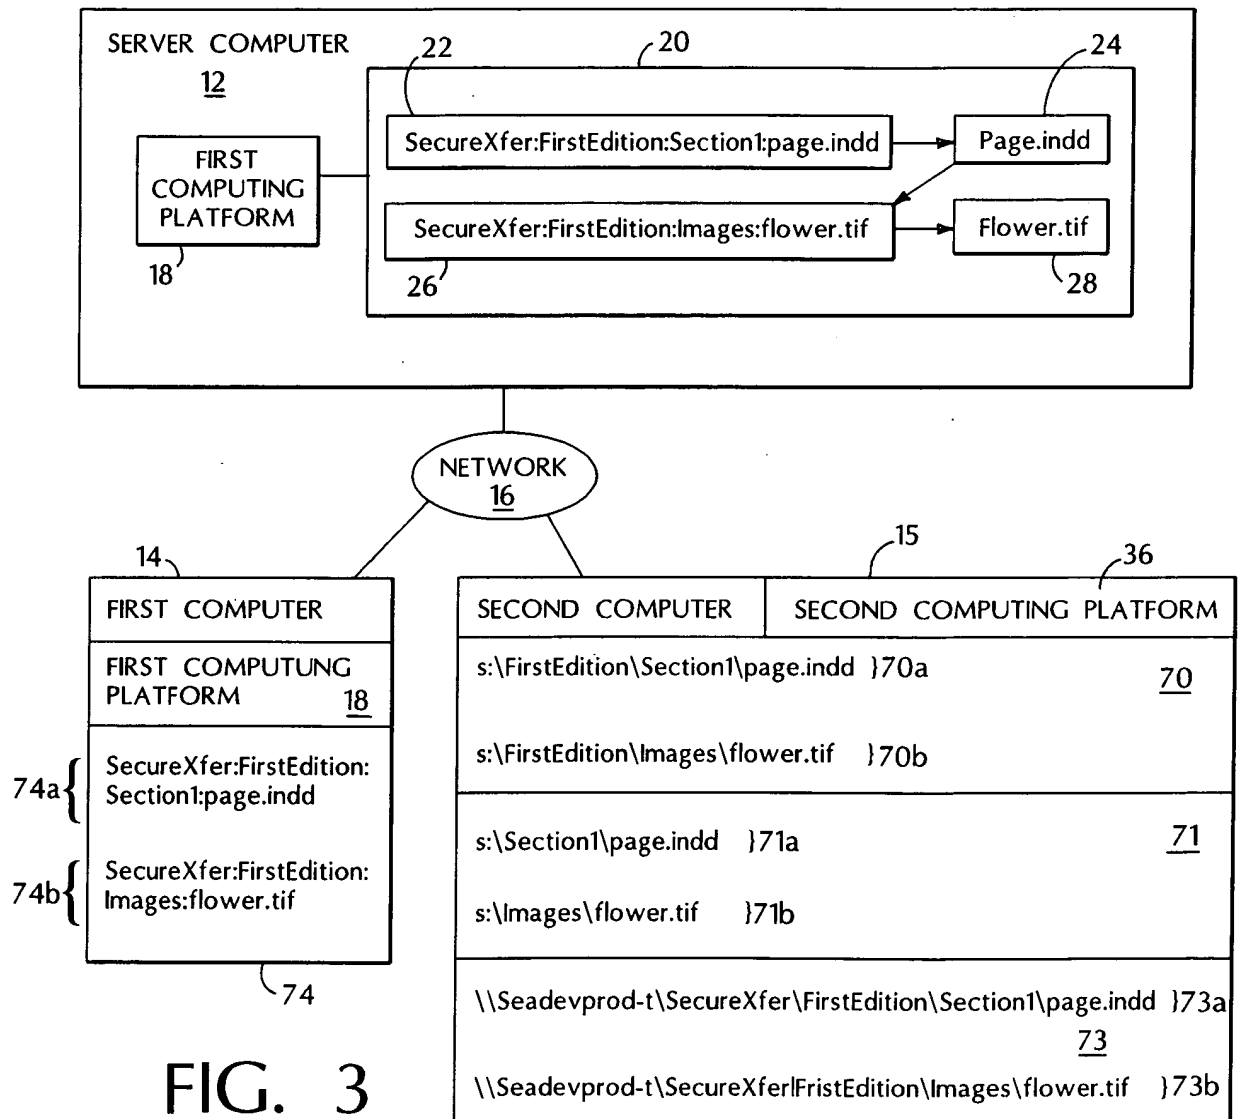 SERVER COMPUTER
12
20
22
24
SecureXfer:FirstEdition:Section1:page.indd
Page.indd
FIRST
COMPUTING
PLATFORM
18
SecureXfer:FirstEdition:Images:flower.tif
Flower.tif
26
28
NETWORK
16
14
FIRST COMPUTER
FIRST COMPUTUNG
PLATFORM
18
74a{
SecureXfer:FirstEdition:
Section1:page.indd
74b{
SecureXfer:FirstEdition:
Images:flower.tif
74
15
36
SECOND COMPUTER
SECOND COMPUTING PLATFORM
s:\FirstEdition\Section1\page.indd }70a
70
s:\FirstEdition\Images\flower.tif }70b
s:\Section1\page.indd }71a
71
s:\Images\flower.tif }71b
\\Seadevprod-t\SecureXfer\FirstEdition\Section1\page.indd }73a
73
\\Seadevprod-t\SecureXfer|FristEdition\Images\flower.tif }73b
FIG. 3